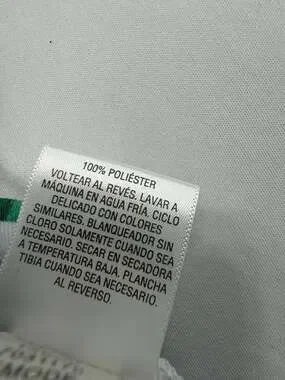 100% POLIÉSTER
VOLTEAR AL REVÉS. LAVAR A
MÁQUINA EN AGUA FRÍA. CICLO
DELICADO CON COLORES
SIMILARES. BLANQUEADOR SIN
CLORO SOLAMENTE CUANDO SEA
NECESARIO. SECAR EN SECADORA
A TEMPERATURA BAJA. PLANCHA
TIBIA CUANDO SEA NECESARIO.
AL REVERSO.